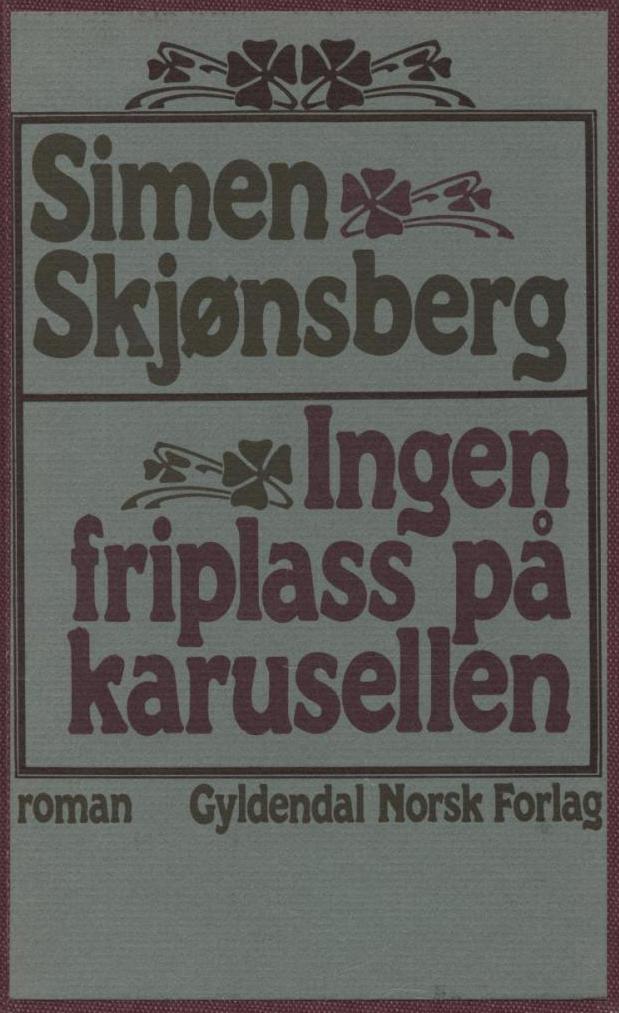 Simen
Skjønsberg
Ingen
friplass på
karusellen
roman Gyldendal Norsk Forlag